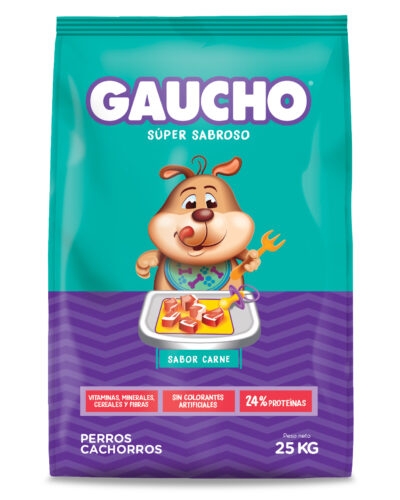 GAUCHO®
SÚPER SABROSO
SABOR CARNE
VITAMINAS, MINERALES,
CEREALES Y FIBRAS
SIN COLORANTES
ARTIFICIALES
24% PROTEÍNAS
PERROS
CACHORROS
Peso neto
25 KG